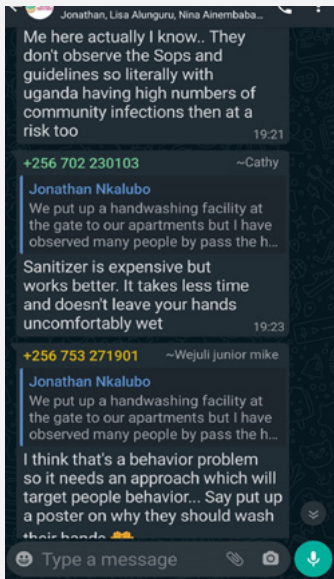 Jonathan, Lisa Alunguru, Nina Ainembaba...
Me here actually I know.. They
don't observe the Sops and
guidelines so literally with
uganda having high numbers of
community infections then at a
risk too
19:21
+256 702 230103 ~Cathy
Jonathan Nkalubo
We put up a handwashing facility at
the gate to our apartments but I have
observed many people by pass the h...
Sanitizer is expensive but
works better. It takes less time
and doesn't leave your hands
uncomfortably wet
19:23
+256 753 271901 ~Wejuli junior mike
Jonathan Nkalubo
We put up a handwashing facility at
the gate to our apartments but I have
observed many people by pass the h...
I think that's a behavior problem
so it needs an approach which will
target people behavior... Say put up
a poster on why they should wash
their hands 🤲
Type a message